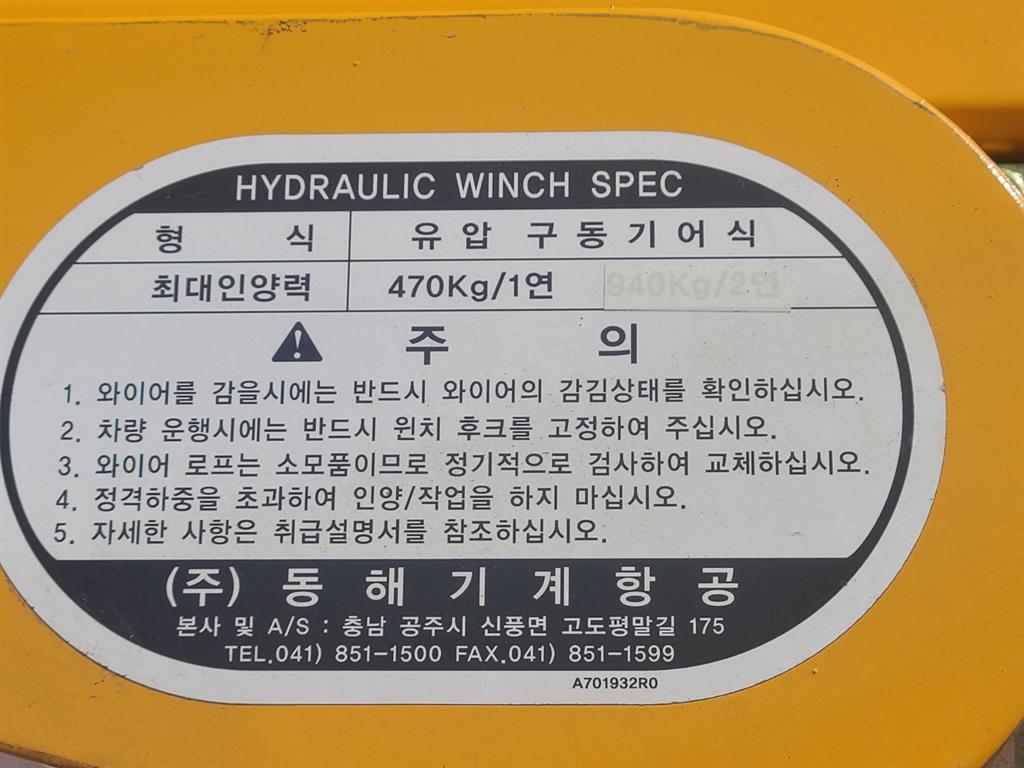 HYDRAULIC WINCH SPEC
형 식 유 압 구 동 기 어 식
최대인양력 470Kg/1연 940Kg/2연
주 의
1. 와이어를 감을시에는 반드시 와이어의 감김상태를 확인하십시오.
2. 차량 운행시에는 반드시 윈치 후크를 고정하여 주십시오.
3. 와이어 로프는 소모품이므로 정기적으로 검사하여 교체하십시오.
4. 정격하중을 초과하여 인양/작업을 하지 마십시오.
5. 자세한 사항은 취급설명서를 참조하십시오.
(주) 동 해 기 계 항 공
본사 및 A/S : 충남 공주시 신풍면 고도평말길 175
TEL.041) 851-1500 FAX.041) 851-1599
A701932R0